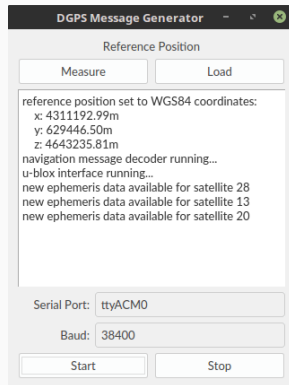 DGPS Message Generator
Reference Position
Measure Load
reference position set to WGS84 coordinates:
x: 4311192.99m
y: 629446.50m
z: 4643235.81m
navigation message decoder running...
u-blox interface running...
new ephemeris data available for satellite 28
new ephemeris data available for satellite 13
new ephemeris data available for satellite 20
Serial Port: ttyACM0
Baud: 38400
Start Stop